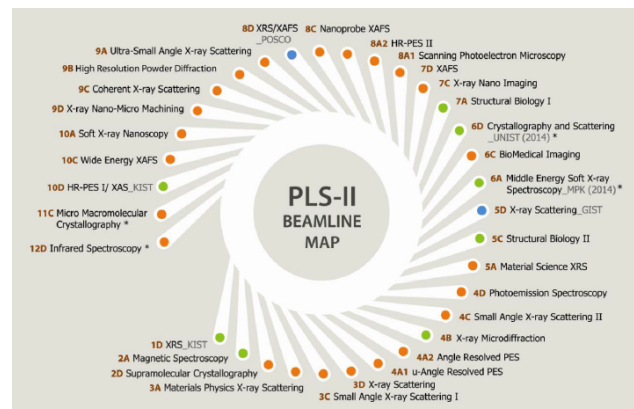 8D XRS/XAFS
_POSCO
8C Nanoprobe XAFS
8A2 HR-PES II
8A1 Scanning Photoelectron Microscopy
7D XAFS
7C X-ray Nano Imaging
7A Structural Biology I
6D Crystallography and Scattering
_UNIST (2014) *
6C BioMedical Imaging
6A Middle Energy Soft X-ray
Spectroscopy_MPK (2014) *
5D X-ray Scattering_GIST
5C Structural Biology II
5A Material Science XRS
4D Photoemission Spectroscopy
4C Small Angle X-ray Scattering II
4B X-ray Microdiffraction
4A2 Angle Resolved PES
4A1 u-Angle Resolved PES
3D X-ray Scattering
3C Small Angle X-ray Scattering I
3A Materials Physics X-ray Scattering
2D Supramolecular Crystallography
2A Magnetic Spectroscopy
1D XRS_KIST
12D Infrared Spectroscopy *
11C Micro Macromolecular
Crystallography *
10D HR-PES I/ XAS_KIST
10C Wide Energy XAFS
10A Soft X-ray Nanoscopy
9D X-ray Nano-Micro Machining
9C Coherent X-ray Scattering
9B High Resolution Powder Diffraction
9A Ultra-Small Angle X-ray Scattering
PLS-II
BEAMLINE
MAP